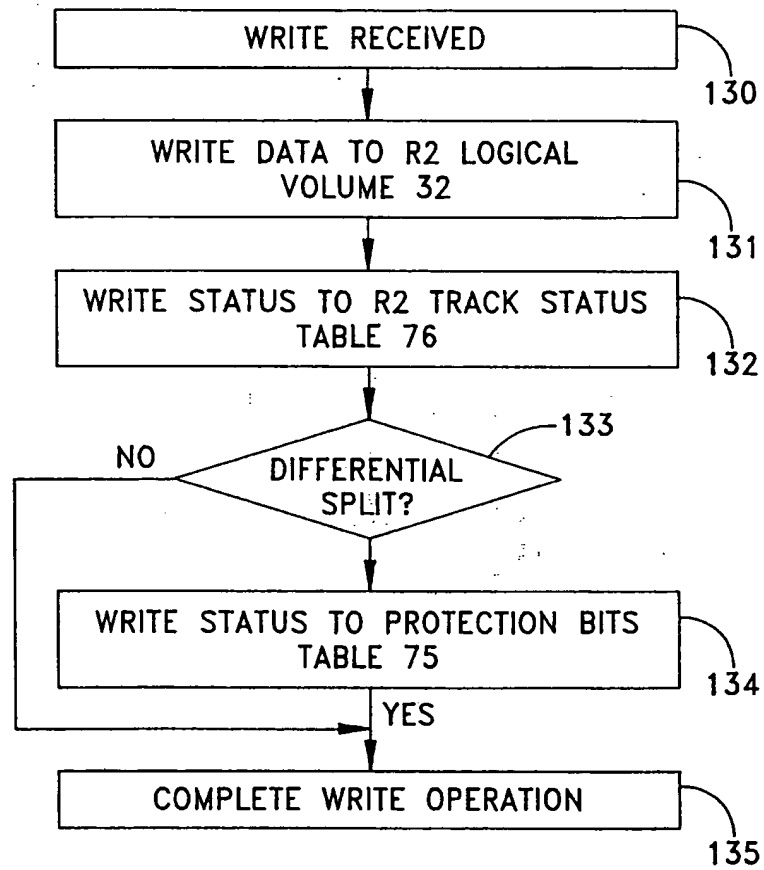 WRITE RECEIVED
130
WRITE DATA TO R2 LOGICAL
VOLUME 32
131
WRITE STATUS TO R2 TRACK STATUS
TABLE 76
132
133
NO
DIFFERENTIAL
SPLIT?
WRITE STATUS TO PROTECTION BITS
TABLE 75
134
YES
COMPLETE WRITE OPERATION
135